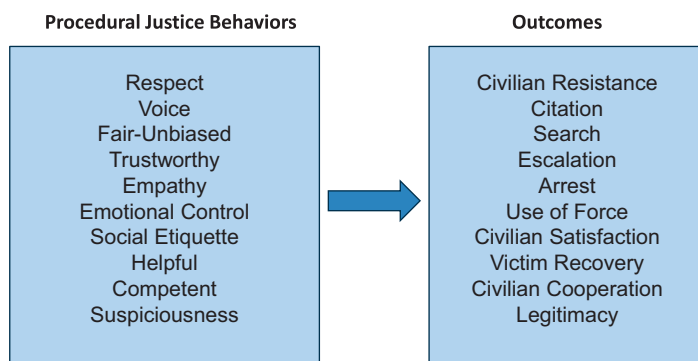 Procedural Justice Behaviors
Respect
Voice
Fair-Unbiased
Trustworthy
Empathy
Emotional Control
Social Etiquette
Helpful
Competent
Suspiciousness
Outcomes
Civilian Resistance
Citation
Search
Escalation
Arrest
Use of Force
Civilian Satisfaction
Victim Recovery
Civilian Cooperation
Legitimacy